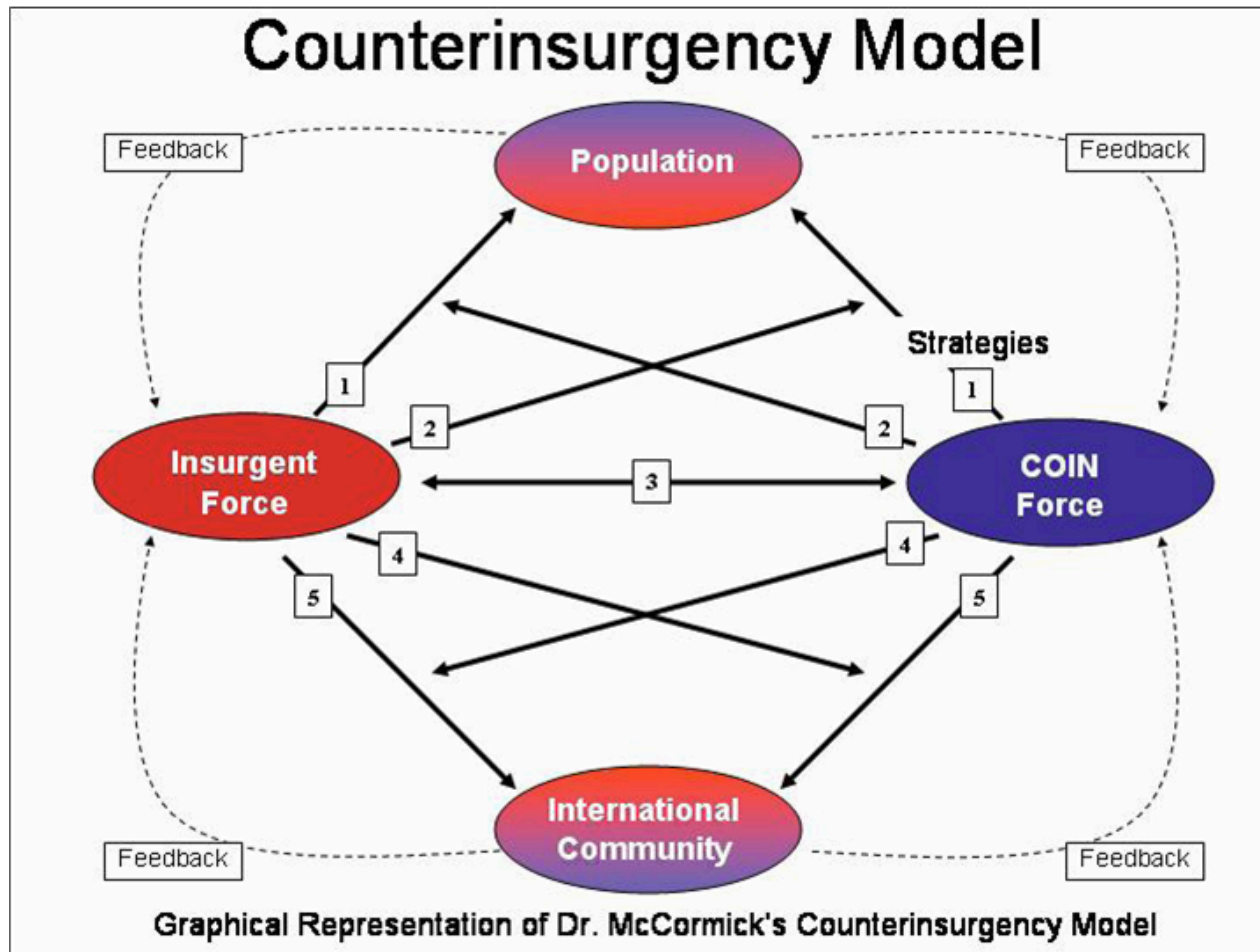 Counterinsurgency Model
Feedback
Population
Feedback
Strategies
1
1
2
2
Insurgent
Force
3
COIN
Force
4
4
5
5
International
Community
Feedback
Feedback
Graphical Representation of Dr. McCormick's Counterinsurgency Model